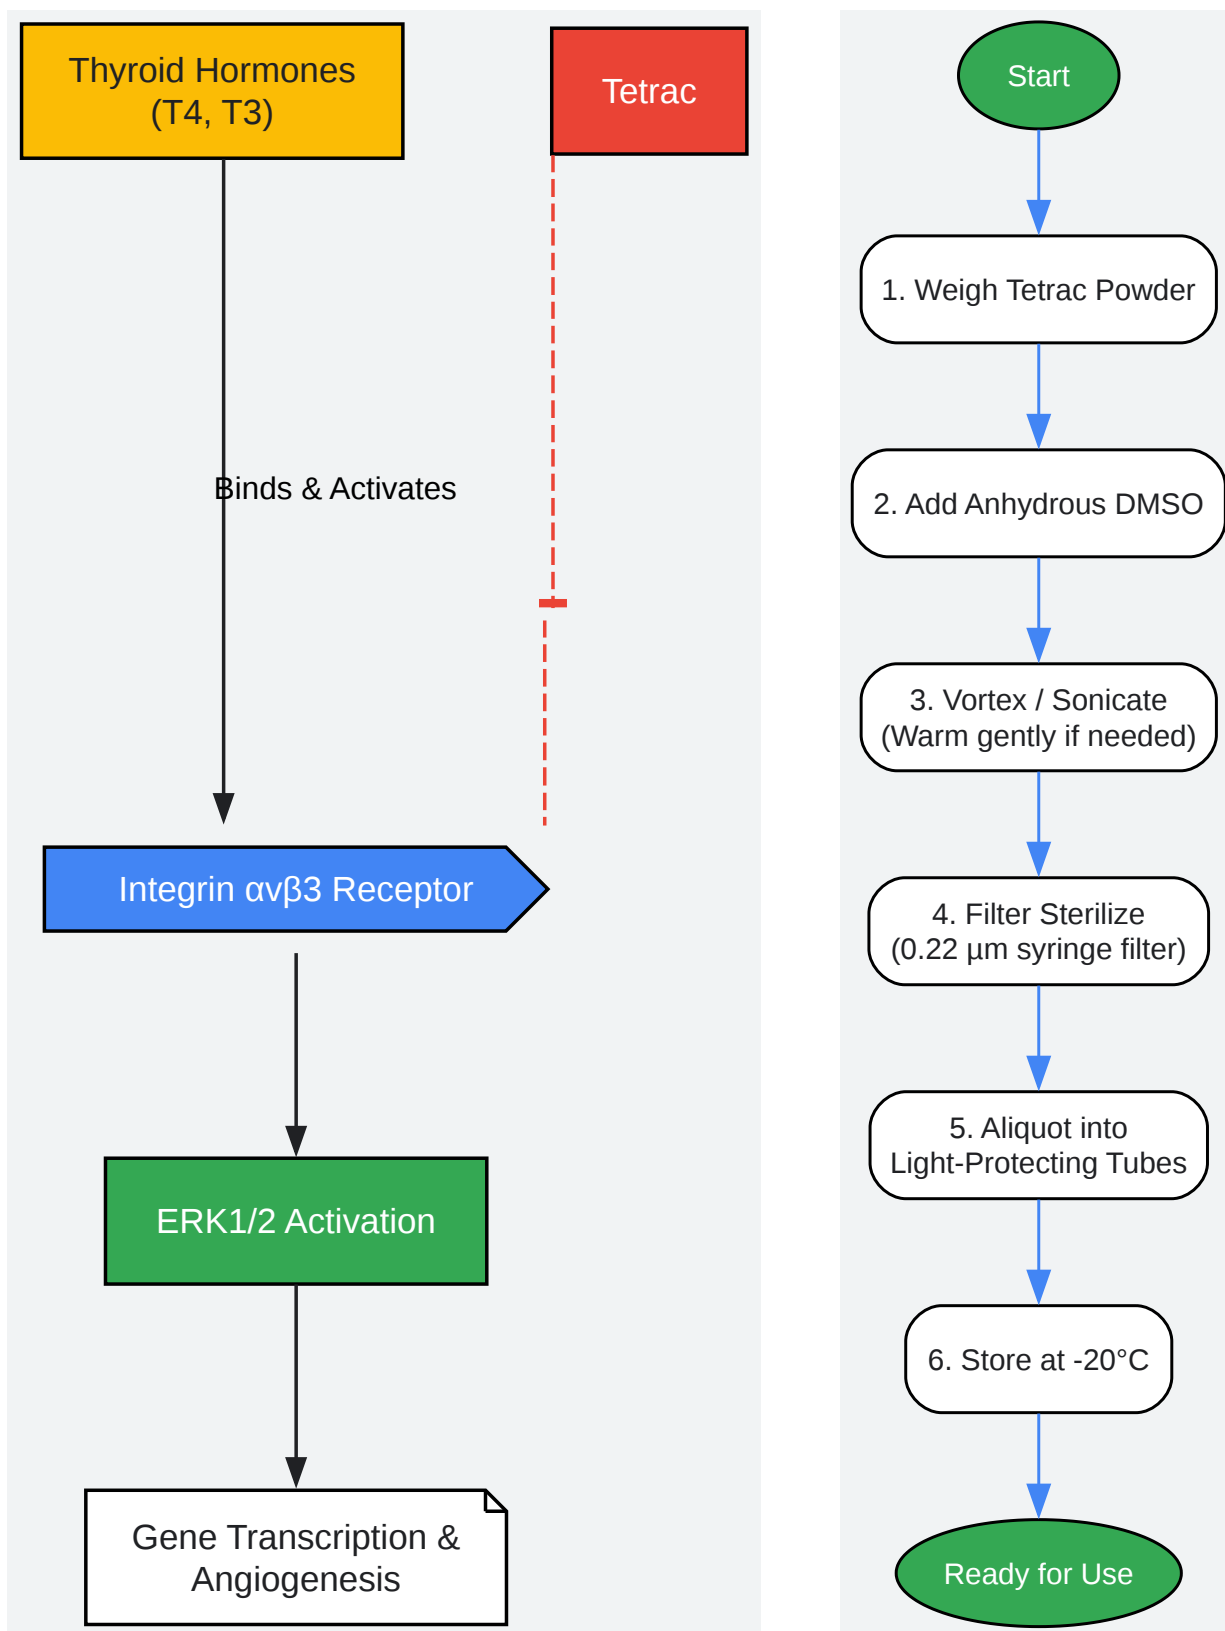 Thyroid Hormones
(T4, T3)
Tetrac
Binds & Activates
Integrin αvβ3 Receptor
ERK1/2 Activation
Gene Transcription &
Angiogenesis
Start
1. Weigh Tetrac Powder
2. Add Anhydrous DMSO
3. Vortex / Sonicate
(Warm gently if needed)
4. Filter Sterilize
(0.22 µm syringe filter)
5. Aliquot into
Light-Protecting Tubes
6. Store at -20°C
Ready for Use